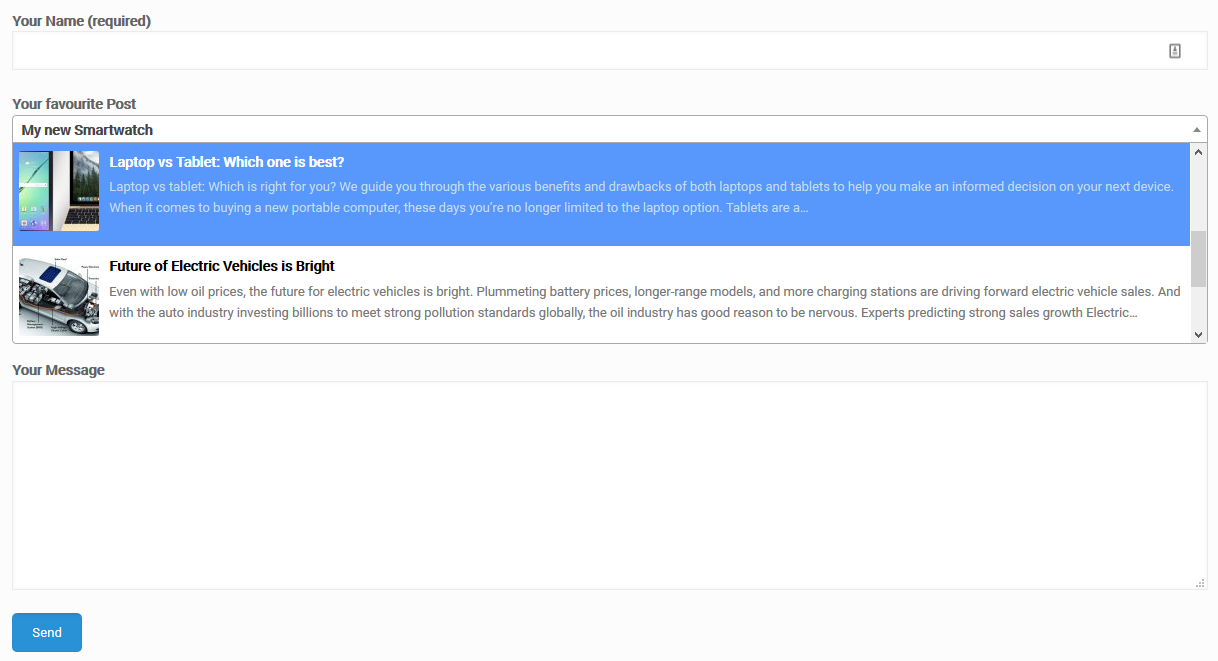 Your Name (required)
Your favourite Post
My new Smartwatch
Laptop vs Tablet: Which one is best?
Laptop vs tablet: Which is right for you? We guide you through the various benefits and drawbacks of both laptops and tablets to help you make an informed decision on your next device.
When it comes to buying a new portable computer, these days you're no longer limited to the laptop option. Tablets are a…
Future of Electric Vehicles is Bright
Even with low oil prices, the future for electric vehicles is bright. Plummeting battery prices, longer-range models, and more charging stations are driving forward electric vehicle sales. And
with the auto industry investing billions to meet strong pollution standards globally, the oil industry has good reason to be nervous. Experts predicting strong sales growth Electric…
Your Message
Send